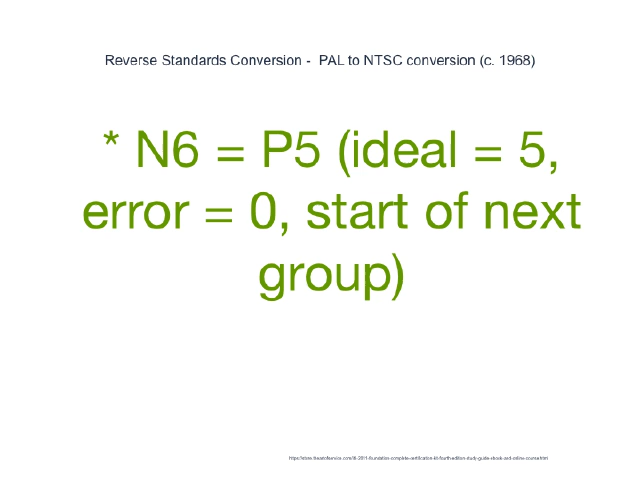 Reverse Standards Conversion -  PAL to NTSC conversion (c. 1968)
* N6 = P5 (ideal = 5,
error = 0, start of next
group)